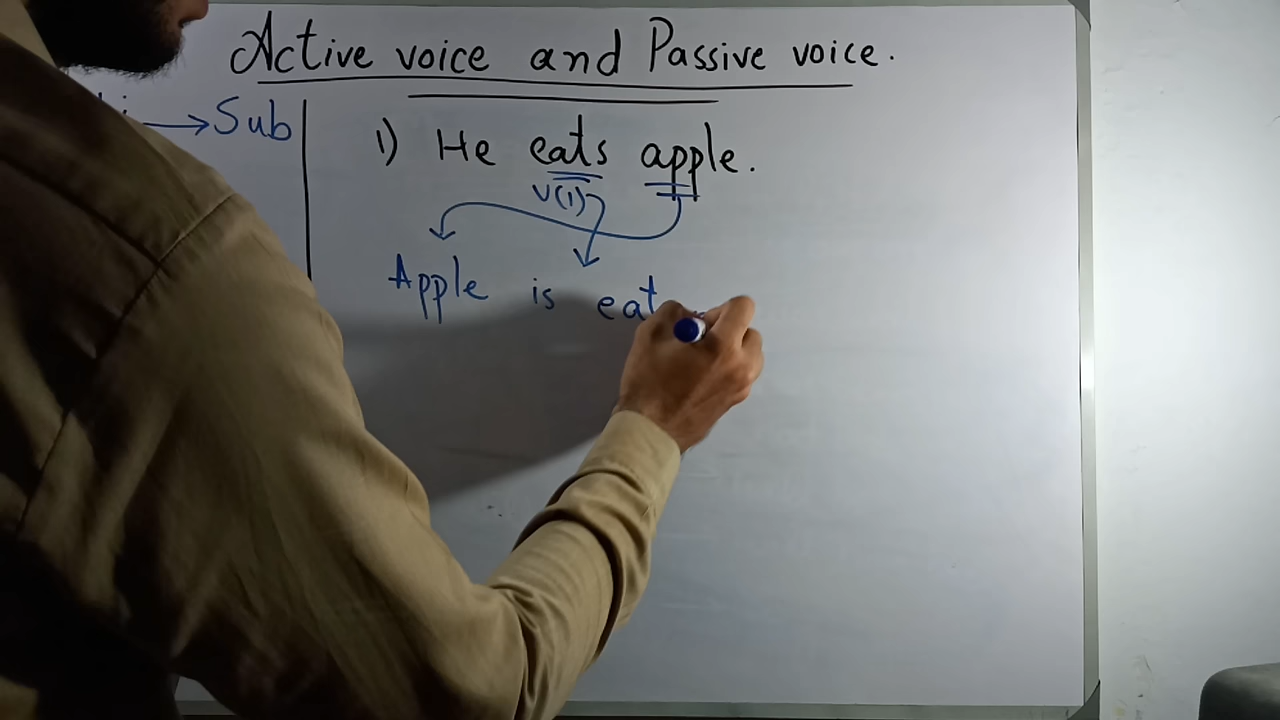 Active voice and Passive voice.
→ Sub
1) He eats apple.
V(1)
Apple is eat